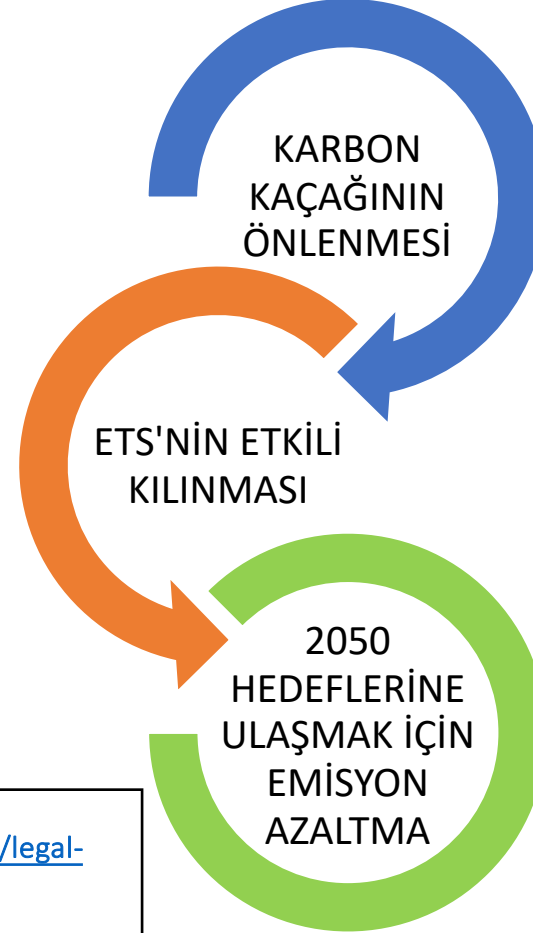 KARBON
KAÇAĞININ
ÖNLENMESİ
ETS'NİN ETKİLİ
KILINMASI
2050
HEDEFLERİNE
ULAŞMAK İÇİN
EMİSYON
AZALTMA
/legal-